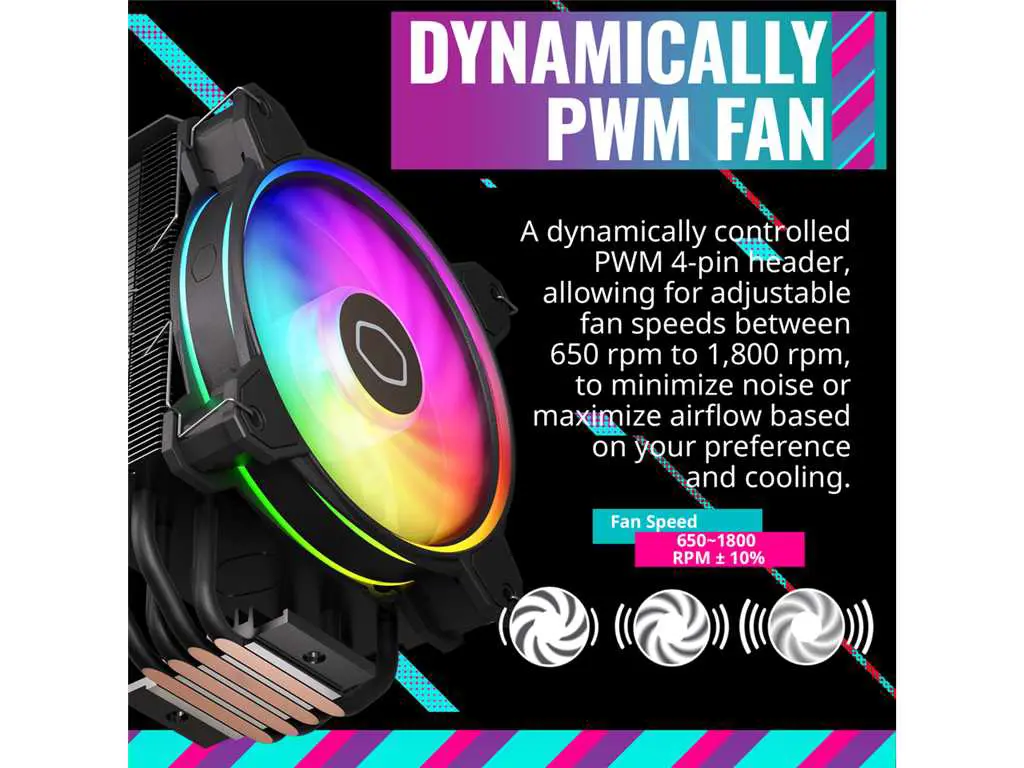 DYNAMICALLY
PWM FAN
A dynamically controlled
PWM 4-pin header,
allowing for adjustable
fan speeds between
650 rpm to 1,800 rpm,
to minimize noise or
maximize airflow based
on your preference
and cooling.
Fan Speed
650~1800
RPM ± 10%